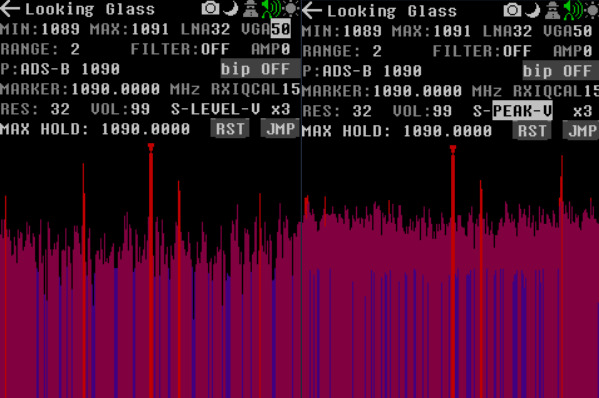 Looking Glass
MIN:1089 MAX:1091 LNA32 VGA50
RANGE: 2 FILTER:OFF AMP0
P:ADS-B 1090 bip OFF
MARKER:1090.0000 MHz RXIQCAL15
RES: 32 VOL:99 S-LEVEL-V x3
MAX HOLD: 1090.0000 RST JMP
Looking Glass
MIN:1089 MAX:1091 LNA32 VGA50
RANGE: 2 FILTER:OFF AMP0
P:ADS-B 1090 bip OFF
MARKER:1090.0000 MHz RXIQCAL15
RES: 32 VOL:99 S-PEAK-V x3
MAX HOLD: 1090.0000 RST JMP